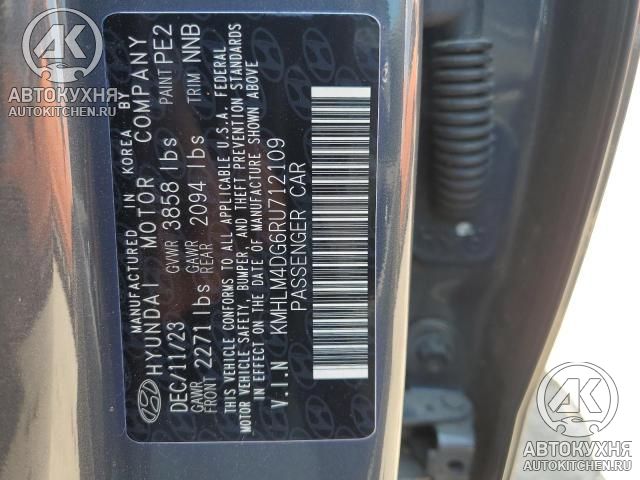 AK
АВТОКУХНЯ
AUTOKITCHEN.RU
MANUFACTURED IN KOREA BY
HYUNDAI MOTOR COMPANY
DEC/11/23 GVWR 3858 lbs PAINT PE2
GAWR FRONT 2271 lbs GAWR REAR 2094 lbs TRIM NNB
THIS VEHICLE CONFORMS TO ALL APPLICABLE U.S.A. FEDERAL
MOTOR VEHICLE SAFETY, BUMPER, AND THEFT PREVENTION STANDARDS
IN EFFECT ON THE DATE OF MANUFACTURE SHOWN ABOVE
V.I.N KMHLM4DG6RU712109
PASSENGER CAR
AK
АВТОКУХНЯ
AUTOKITCHEN.RU